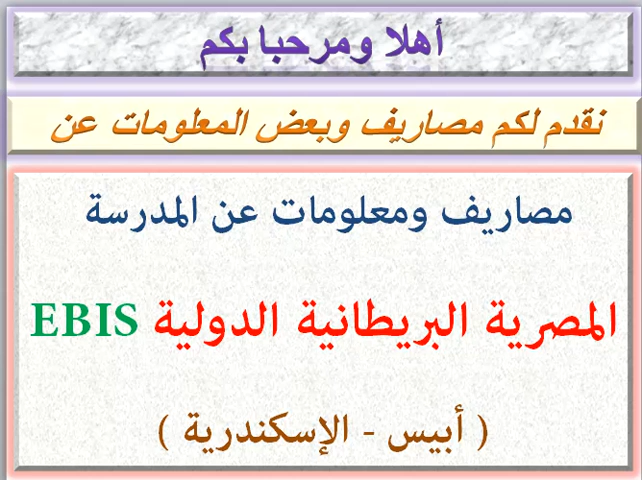 أهلا ومرحبا بكم
نقدم لكم مصاريف وبعض المعلومات عن
مصاريف ومعلومات عن المدرسة
المصرية البريطانية الدولية EBIS
( أبيس - الإسكندرية )